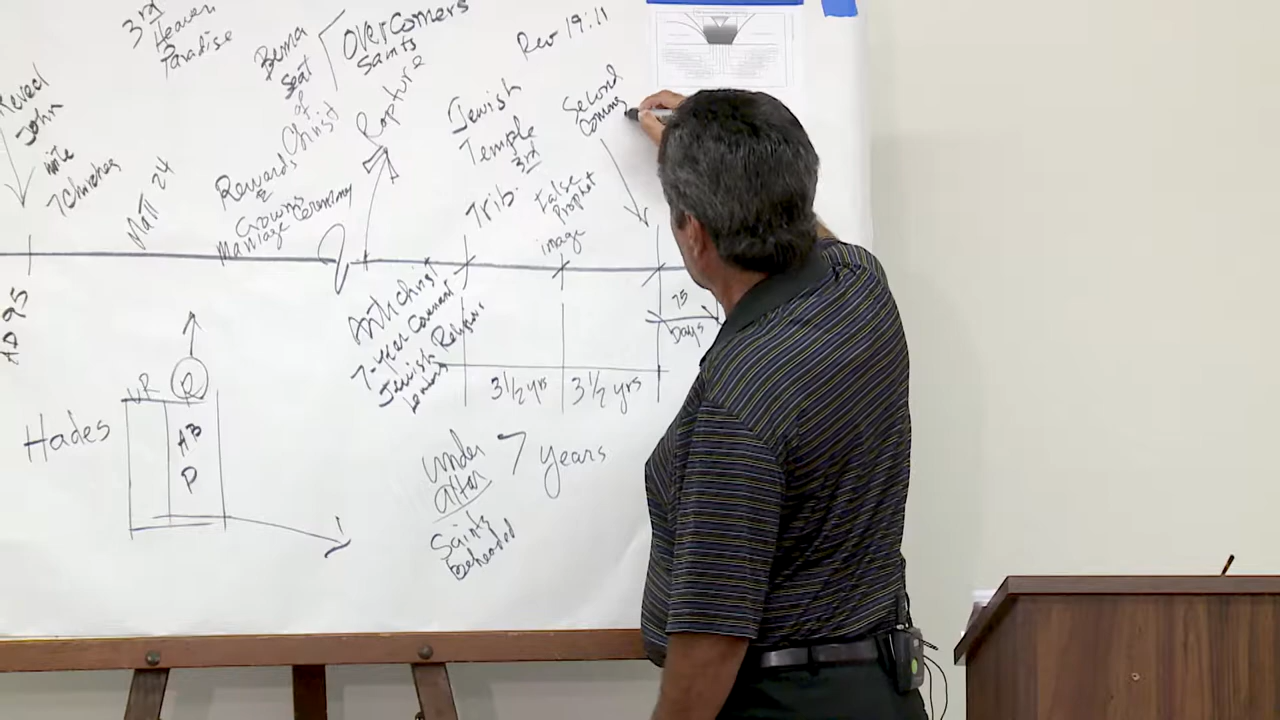 3rd
Heaven
Paradise
Bema
Seat
of
Christ
Overcomers
Saints
Rapture
Rev 19:11
Reveal
John
write
7 Churches
Matt 24
Rewards
&
Crowns
Marriage Ceremony
Jewish
Temple
3rd
Trib.
False
Prophet
image
Second
Coming
AD 95
Antichrist
7-year Covenant
Jewish Religious
Leaders
75
Days
3 1/2 yrs
3 1/2 yrs
7 years
Under
after
Saints
Beheaded
Hades
UR
R
AB
P